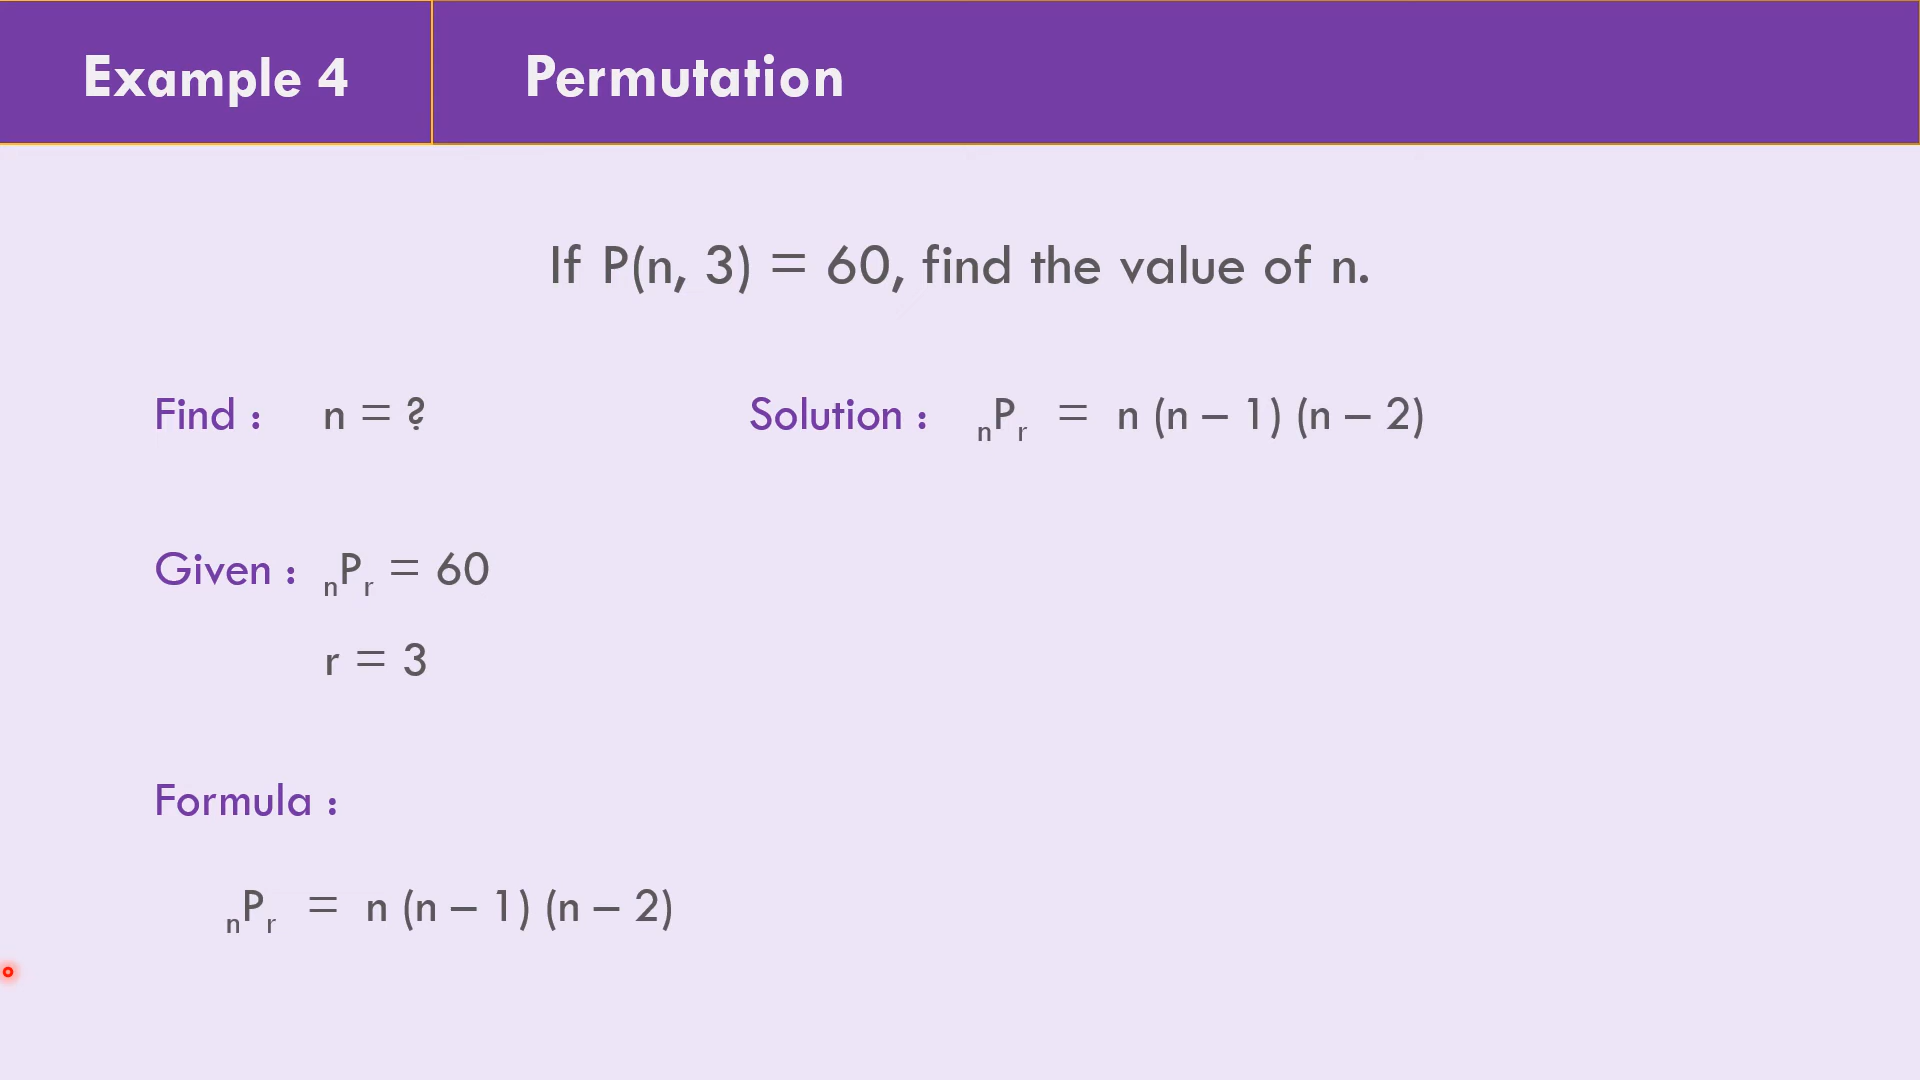 Example 4
Permutation
If P(n, 3) = 60, find the value of n.
Find : n = ?
Solution : ₙPᵣ = n (n – 1) (n – 2)
Given : ₙPᵣ = 60
r = 3
Formula :
ₙPᵣ = n (n – 1) (n – 2)